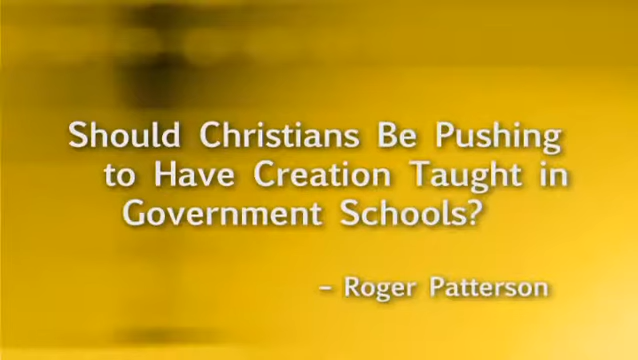 Should Christians Be Pushing
to Have Creation Taught in
Government Schools?
– Roger Patterson